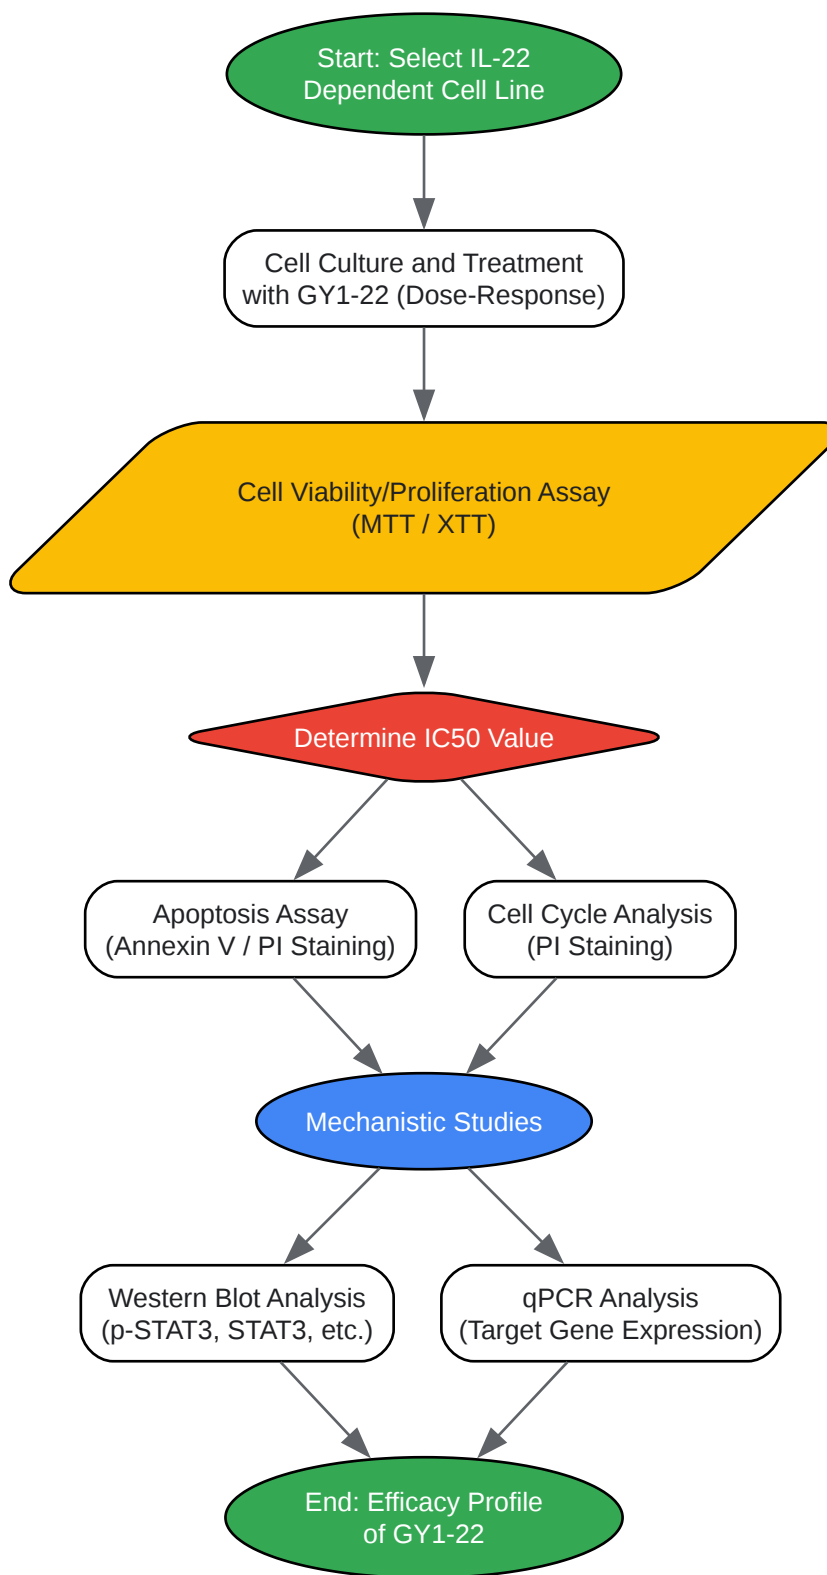 Start: Select IL-22
Dependent Cell Line
Cell Culture and Treatment
with GY1-22 (Dose-Response)
Cell Viability/Proliferation Assay
(MTT / XTT)
Determine IC50 Value
Apoptosis Assay
(Annexin V / PI Staining)
Cell Cycle Analysis
(PI Staining)
Mechanistic Studies
Western Blot Analysis
(p-STAT3, STAT3, etc.)
qPCR Analysis
(Target Gene Expression)
End: Efficacy Profile
of GY1-22